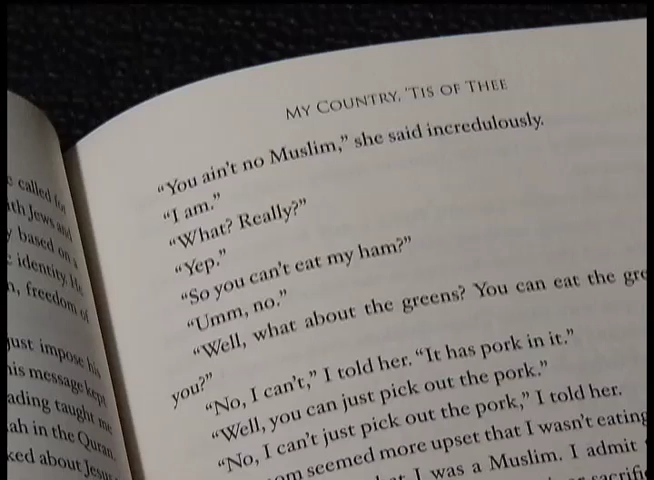 called for
Jews and
based on a
identity. He
freedom of
just impose his
his message kept
taught me
in the Quran.
about Jesus
MY COUNTRY, 'TIS OF THEE
“You ain't no Muslim,” she said incredulously.
“I am.”
“What? Really?”
“Yep.”
“So you can't eat my ham?”
“Umm, no.”
“Well, what about the greens? You can eat the
you?”
“No, I can't,” I told her. “It has pork in it.”
“Well, you can just pick out the pork.”
“No, I can't just pick out the pork,” I told her.
seemed more upset that I wasn't eating
I was a Muslim. I admit